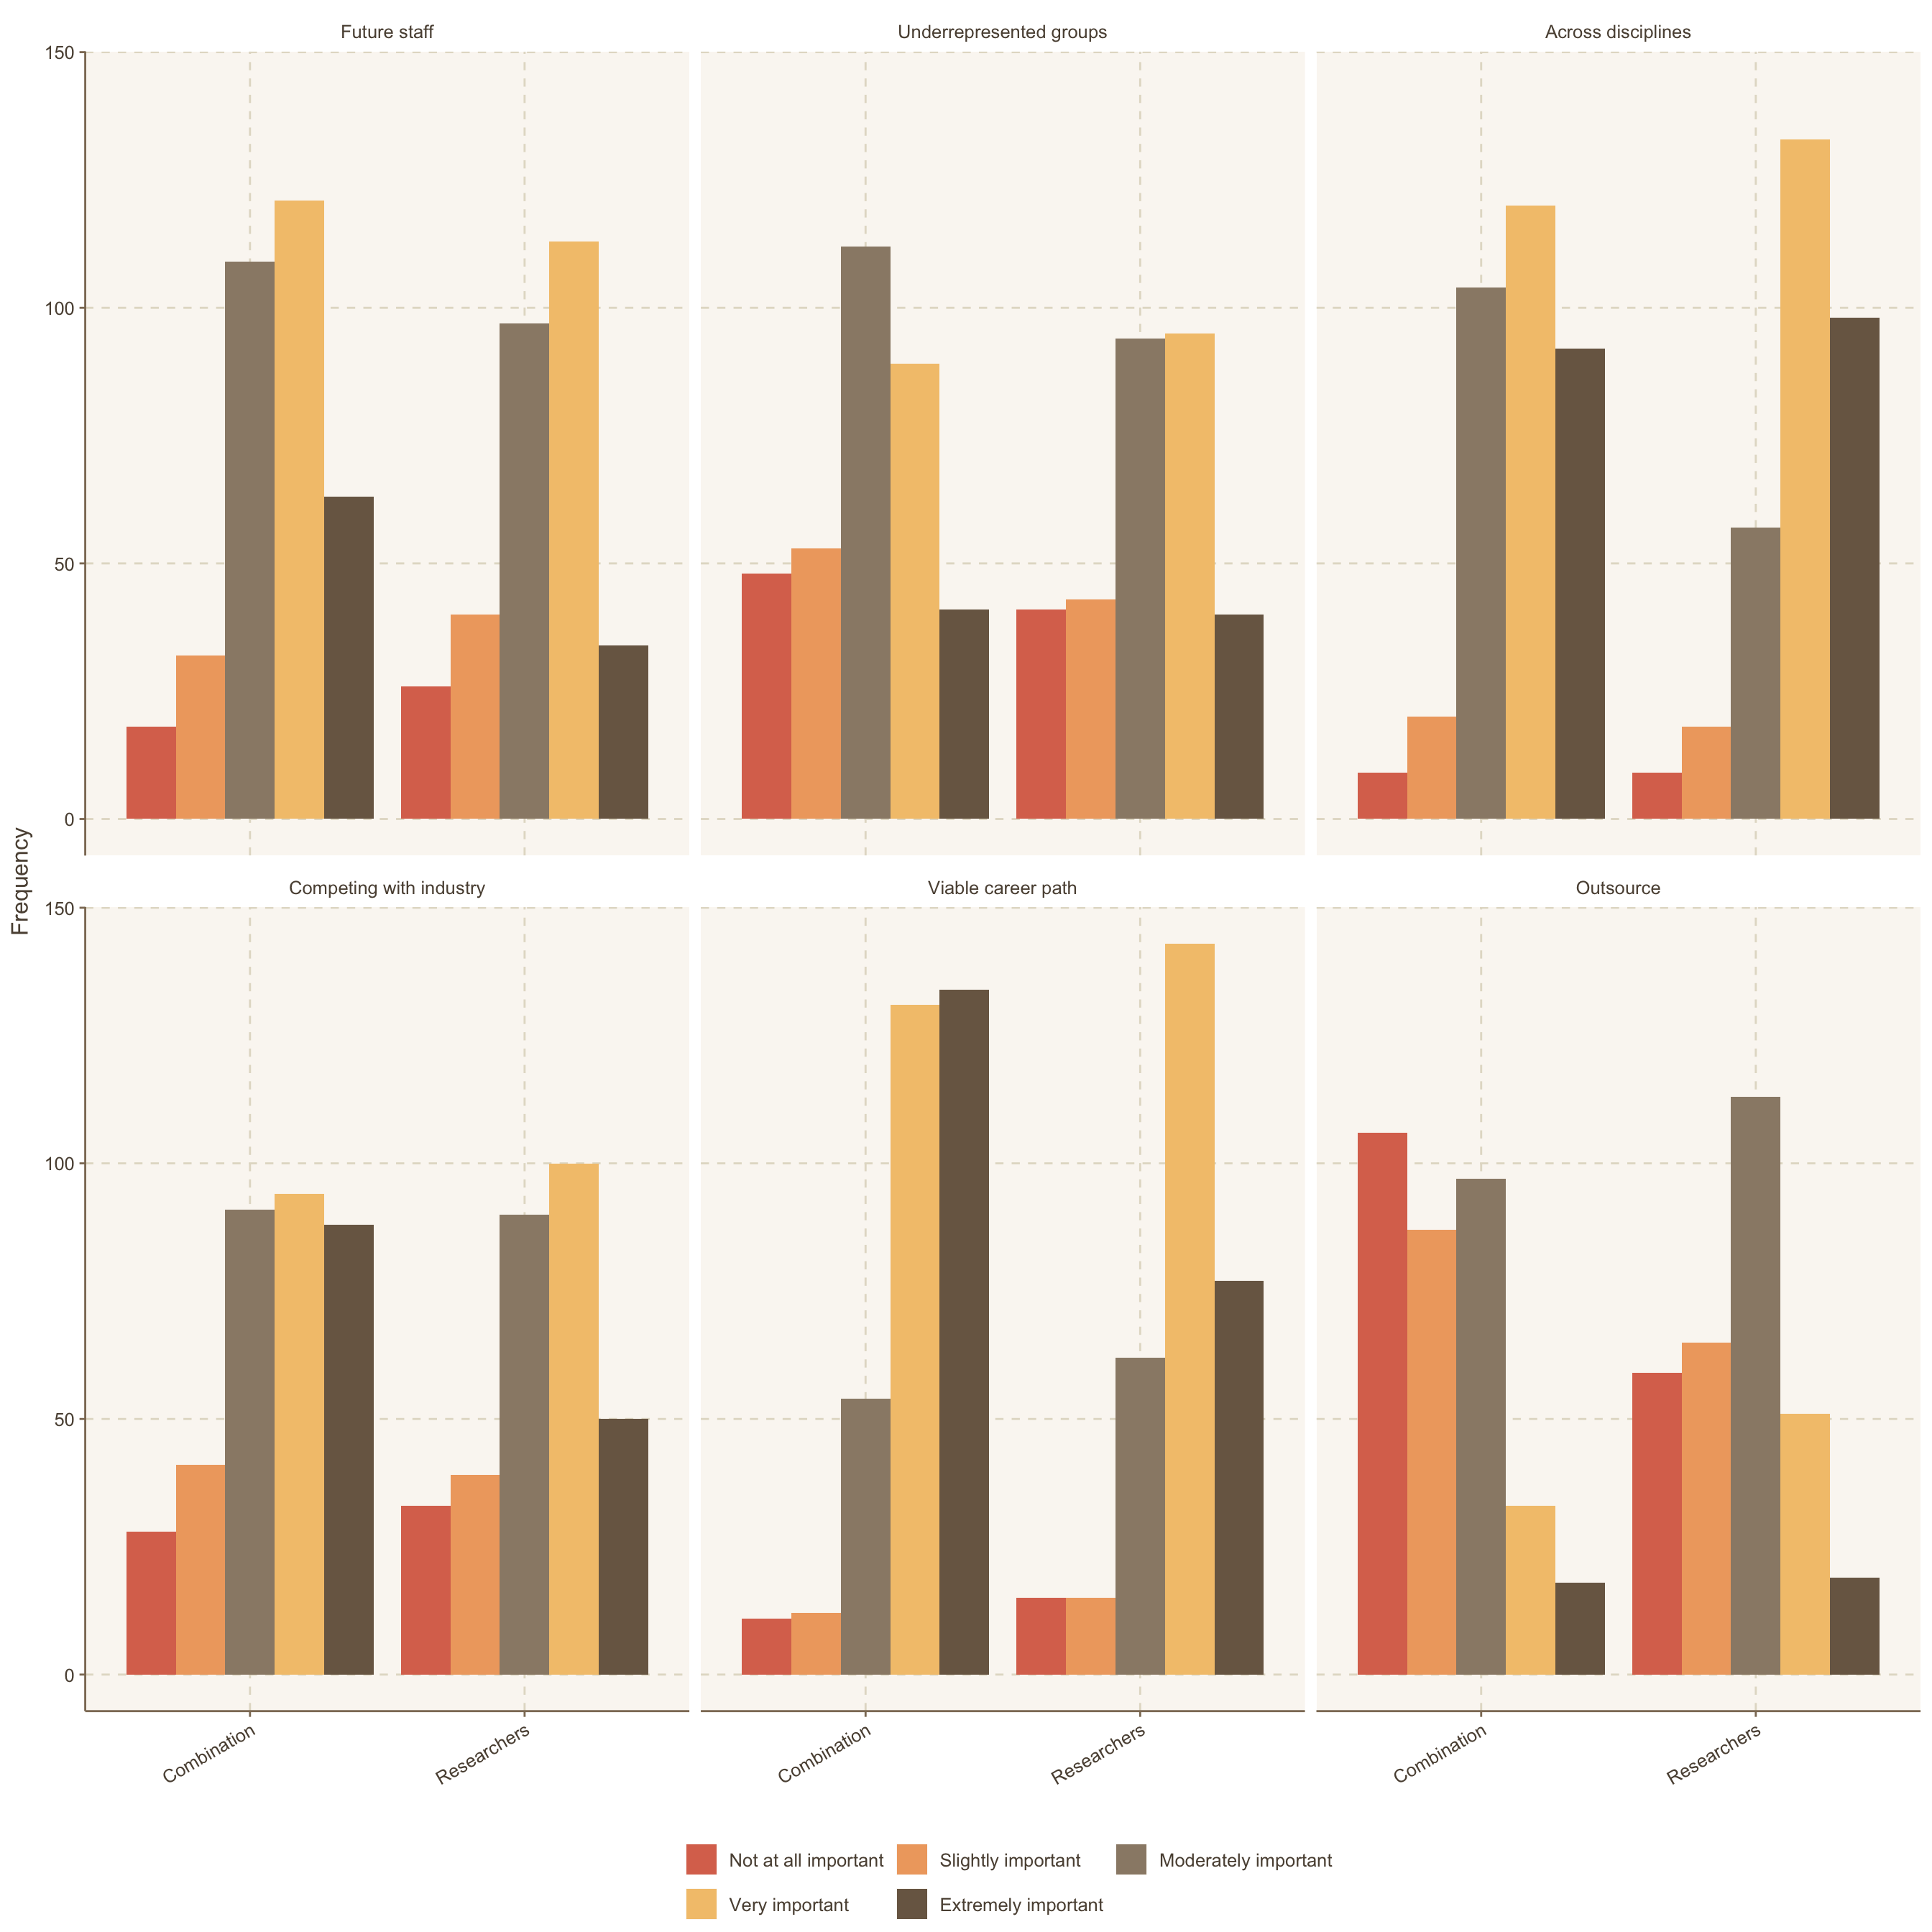 Future staff
Underrepresented groups
Across disciplines
150
100
50
0
Frequency
Competing with industry
Viable career path
Outsource
150
100
50
0
Combination
Researchers
Combination
Researchers
Combination
Researchers
Not at all important
Slightly important
Moderately important
Very important
Extremely important